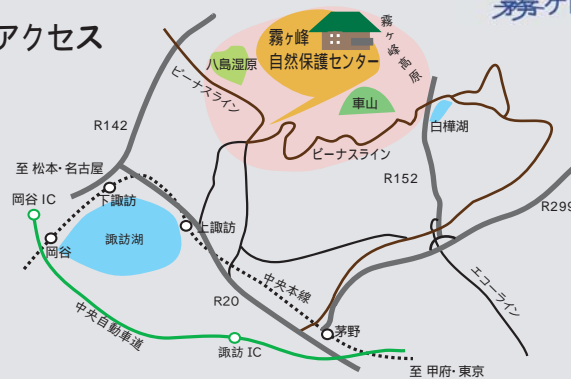 アクセス
霧ヶ峰
自然保護センター
霧ヶ峰高原
八島湿原
ビーナスライン
車山
白樺湖
ビーナスライン
R142
R152
R299
至 松本・名古屋
岡谷 IC
下諏訪
上諏訪
諏訪湖
岡谷
中央本線
エコーライン
R20
中央自動車道
茅野
諏訪 IC
至 甲府・東京